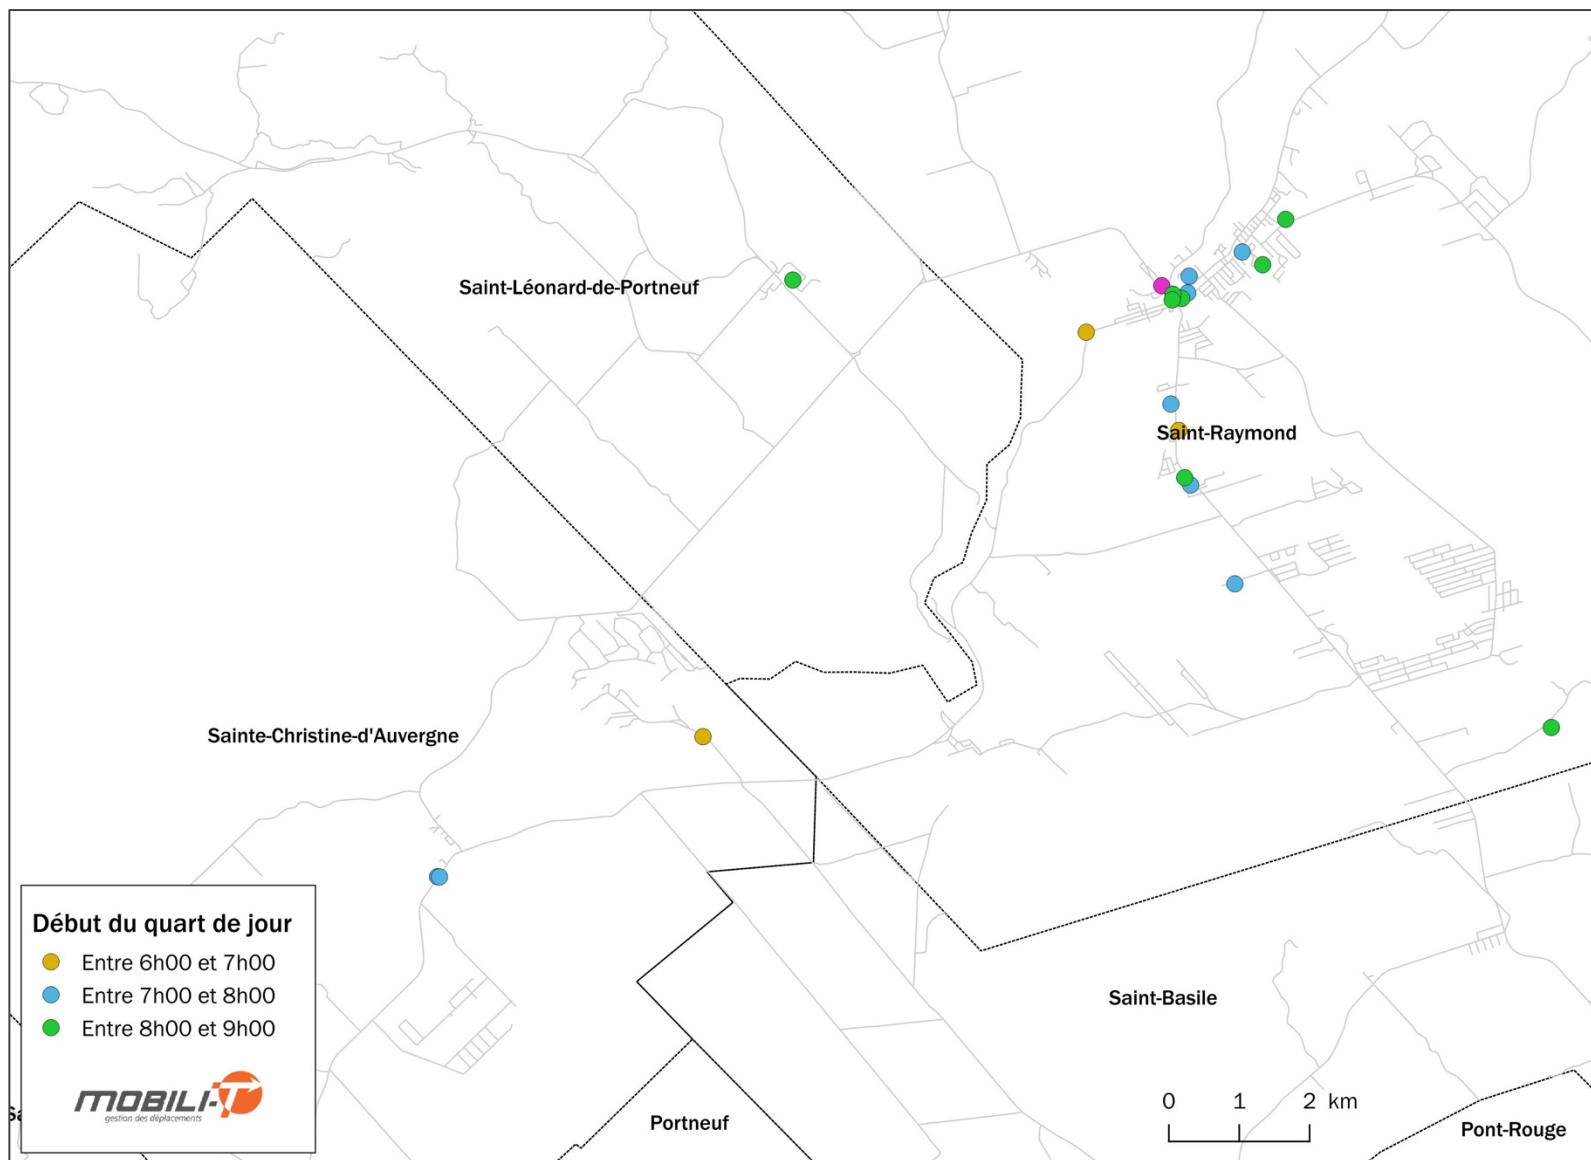 Saint-Léonard-de-Portneuf
Saint-Raymond
Sainte-Christine-d'Auvergne
Début du quart de jour
Entre 6h00 et 7h00
Entre 7h00 et 8h00
Entre 8h00 et 9h00
MOBILI-T
gestion des déplacements
Sa
Saint-Basile
Portneuf
0 1 2 km
Pont-Rouge